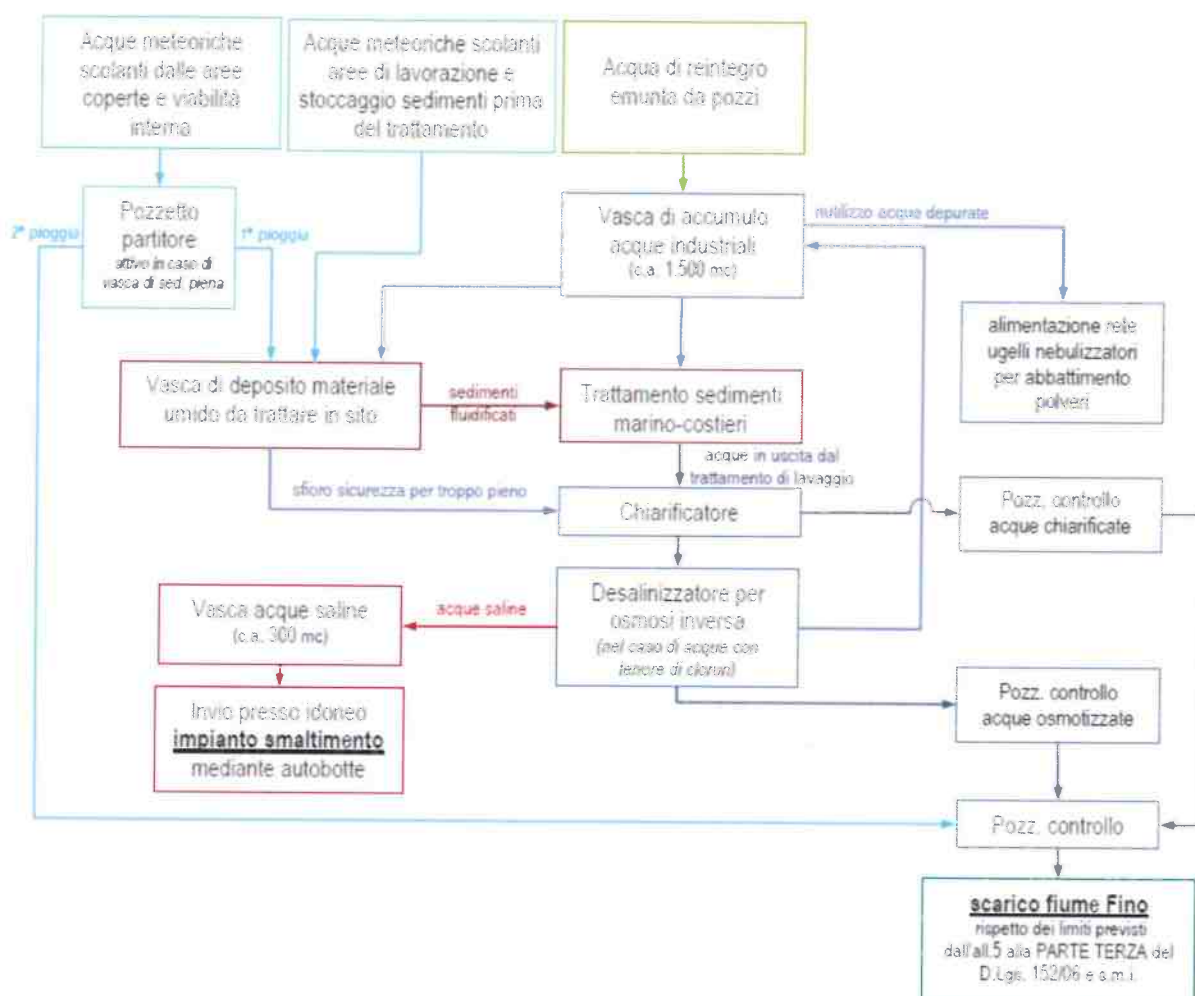 Acque meteoriche
scolanti dalle aree
coperte e viabilità
interna
Acque meteoriche scolanti
aree di lavorazione e
stoccaggio sedimenti prima
del trattamento
Acqua di reintegro
emunta da pozzi
2ª pioggia
Pozzetto
partitore
attivo in caso di
vasca di sed. piena
1ª pioggia
Vasca di accumulo
acque industriali
(c.a. 1.500 mc)
riutilizzo acque depurate
alimentazione rete
ugelli nebulizzatori
per abbattimento
polveri
Vasca di deposito materiale
umido da trattare in sito
sedimenti
fluidificati
Trattamento sedimenti
marino-costieri
acque in uscita dal
trattamento di lavaggio
sfioro sicurezza per troppo pieno
Chiarificatore
Pozz. controllo
acque chiarificate
Vasca acque saline
(c.a. 300 mc)
acque saline
Desalinizzatore per
osmosi inversa
(nel caso di acque con
tenore di cloruri)
Invio presso idoneo
impianto smaltimento
mediante autobotte
Pozz. controllo
acque osmotizzate
Pozz. controllo
scarico fiume Fino
rispetto dei limiti previsti
dall'all.5 alla PARTE TERZA del
D.Lgs. 152/06 e s.m.i.